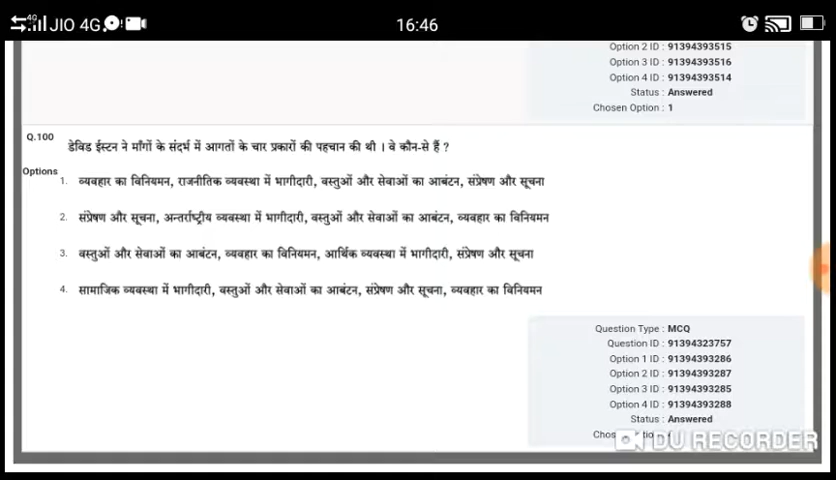 4G JIO 4G 16:46
Option 2 ID : 91394393515
Option 3 ID : 91394393516
Option 4 ID : 91394393514
Status : Answered
Chosen Option : 1
Q.100 डेविड ईस्टन ने माँगों के संदर्भ में आगतों के चार प्रकारों की पहचान की थी । वे कौन-से हैं ?
Options 1. व्यवहार का विनियमन, राजनीतिक व्यवस्था में भागीदारी, वस्तुओं और सेवाओं का आबंटन, संप्रेषण और सूचना
2. संप्रेषण और सूचना, अन्तर्राष्ट्रीय व्यवस्था में भागीदारी, वस्तुओं और सेवाओं का आबंटन, व्यवहार का विनियमन
3. वस्तुओं और सेवाओं का आबंटन, व्यवहार का विनियमन, आर्थिक व्यवस्था में भागीदारी, संप्रेषण और सूचना
4. सामाजिक व्यवस्था में भागीदारी, वस्तुओं और सेवाओं का आबंटन, संप्रेषण और सूचना, व्यवहार का विनियमन
Question Type : MCQ
Question ID : 91394323757
Option 1 ID : 91394393286
Option 2 ID : 91394393287
Option 3 ID : 91394393285
Option 4 ID : 91394393288
Status : Answered
DU RECORDER